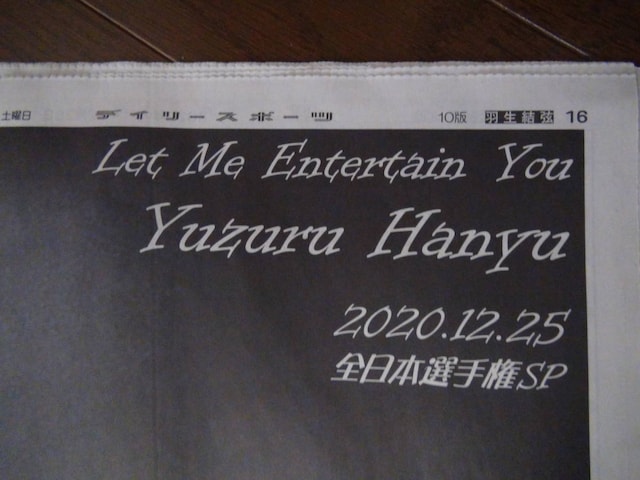 土曜日 デイリースポーツ 10版 羽生結弦 16
Let Me Entertain You
Yuzuru Hanyu
2020.12.25
全日本選手権SP